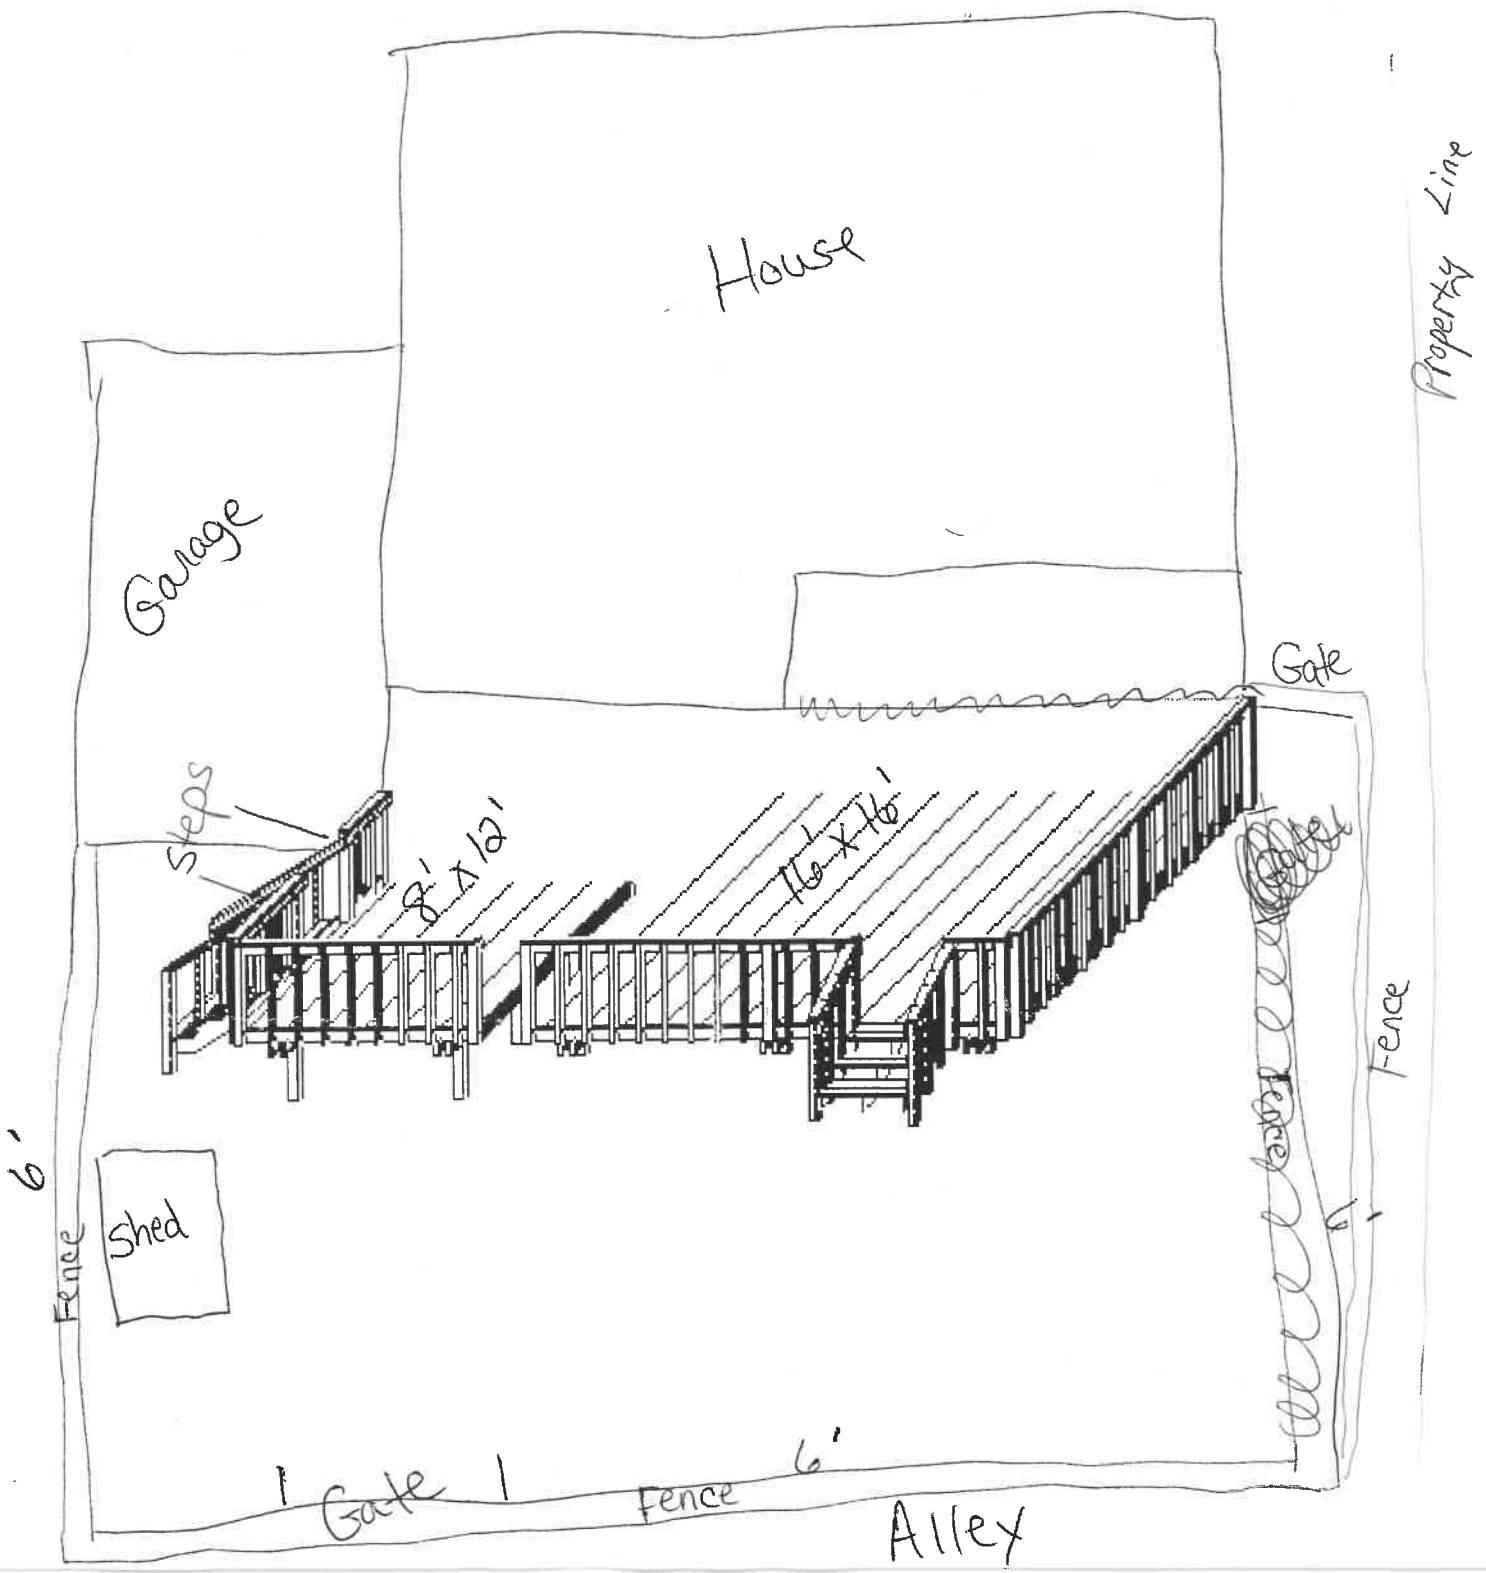 House
Property Line
Garage
Gate
Steps
8' x 12'
16' x 16'
Gate
Fence
Fence
6'
6'
Shed
Fence
6'
Gate
Fence
Alley